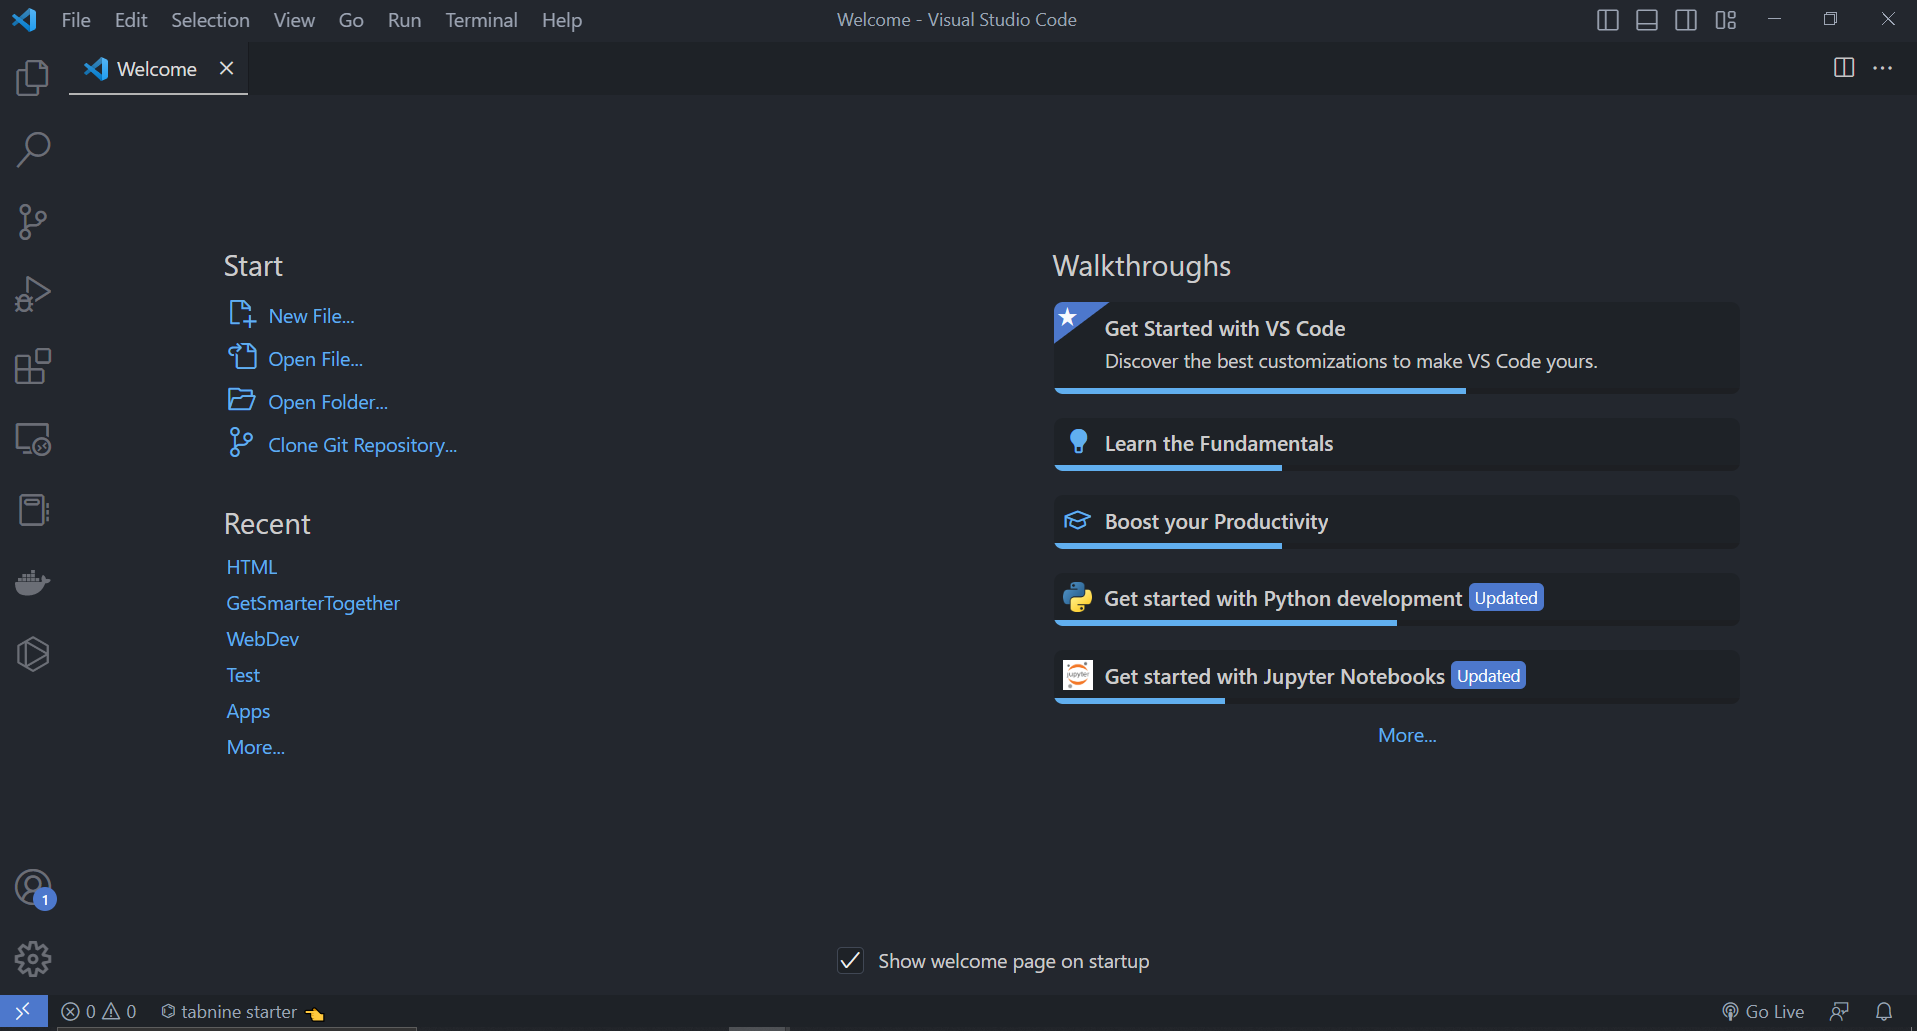 File Edit Selection View Go Run Terminal Help
Welcome - Visual Studio Code
Welcome
Start
New File...
Open File...
Open Folder...
Clone Git Repository...
Recent
HTML
GetSmarterTogether
WebDev
Test
Apps
More...
Walkthroughs
Get Started with VS Code
Discover the best customizations to make VS Code yours.
Learn the Fundamentals
Boost your Productivity
Get started with Python development Updated
jupyter
Get started with Jupyter Notebooks Updated
More...
1
Show welcome page on startup
0 0 tabnine starter 👈
Go Live